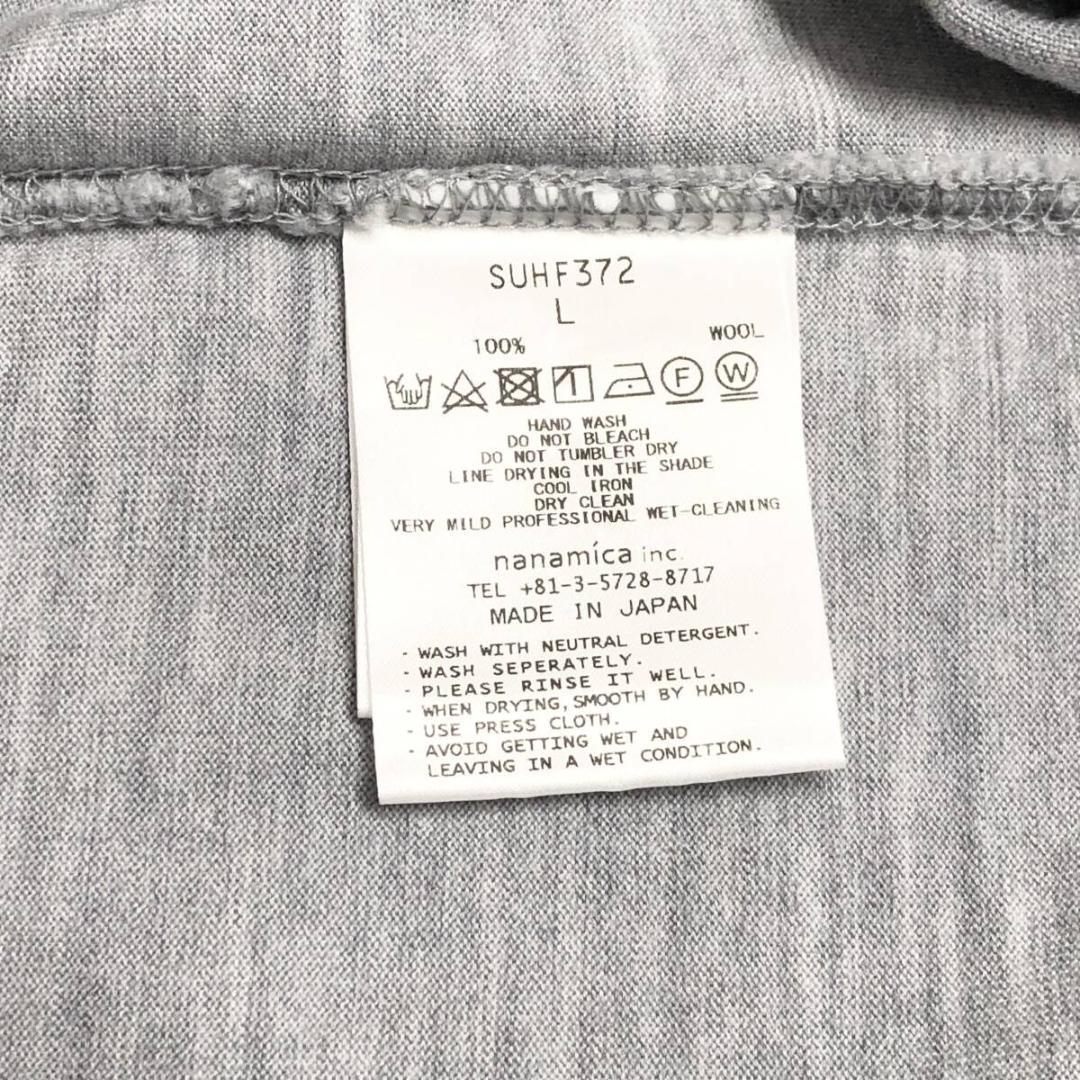 SUHF372
L
100% WOOL
F W
HAND WASH
DO NOT BLEACH
DO NOT TUMBLER DRY
LINE DRYING IN THE SHADE
COOL IRON
DRY CLEAN
VERY MILD PROFESSIONAL WET-CLEANING
nanamica inc.
TEL +81-3-5728-8717
MADE IN JAPAN
- WASH WITH NEUTRAL DETERGENT.
- WASH SEPERATELY.
- PLEASE RINSE IT WELL.
- WHEN DRYING, SMOOTH BY HAND.
- USE PRESS CLOTH.
- AVOID GETTING WET AND
LEAVING IN A WET CONDITION.